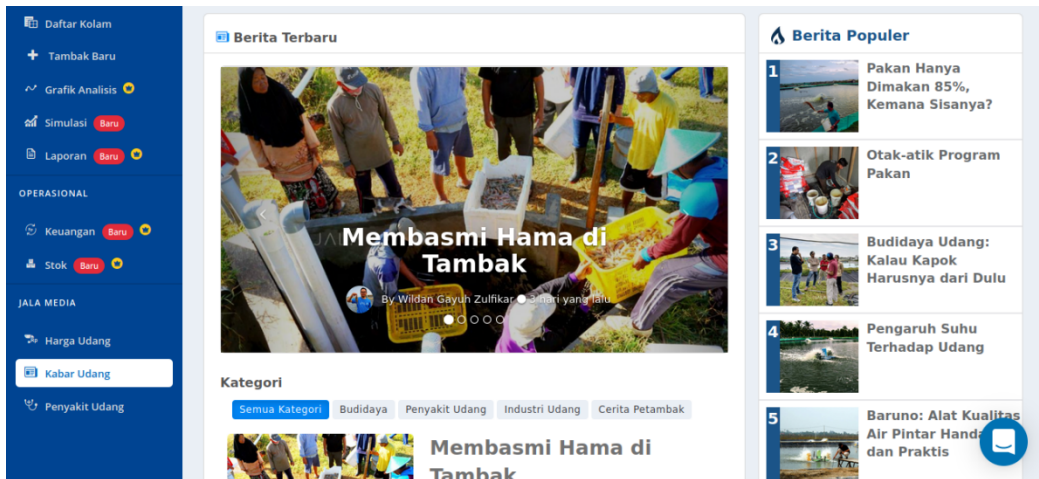 Daftar Kolam
Tambak Baru
Grafik Analisis
Simulasi Baru
Laporan Baru
OPERASIONAL
Keuangan Baru
Stok Baru
JALA MEDIA
Harga Udang
Kabar Udang
Penyakit Udang
Berita Terbaru
Membasmi Hama di
Tambak
By Wildan Gayuh Zulfikar 3 hari yang lalu
Kategori
Semua Kategori Budidaya Penyakit Udang Industri Udang Cerita Petambak
Membasmi Hama di
Tambak
Berita Populer
1
Pakan Hanya
Dimakan 85%,
Kemana Sisanya?
2
Otak-atik Program
Pakan
3
Budidaya Udang:
Kalau Kapok
Harusnya dari Dulu
4
Pengaruh Suhu
Terhadap Udang
5
Baruno: Alat Kualitas
Air Pintar
dan Praktis